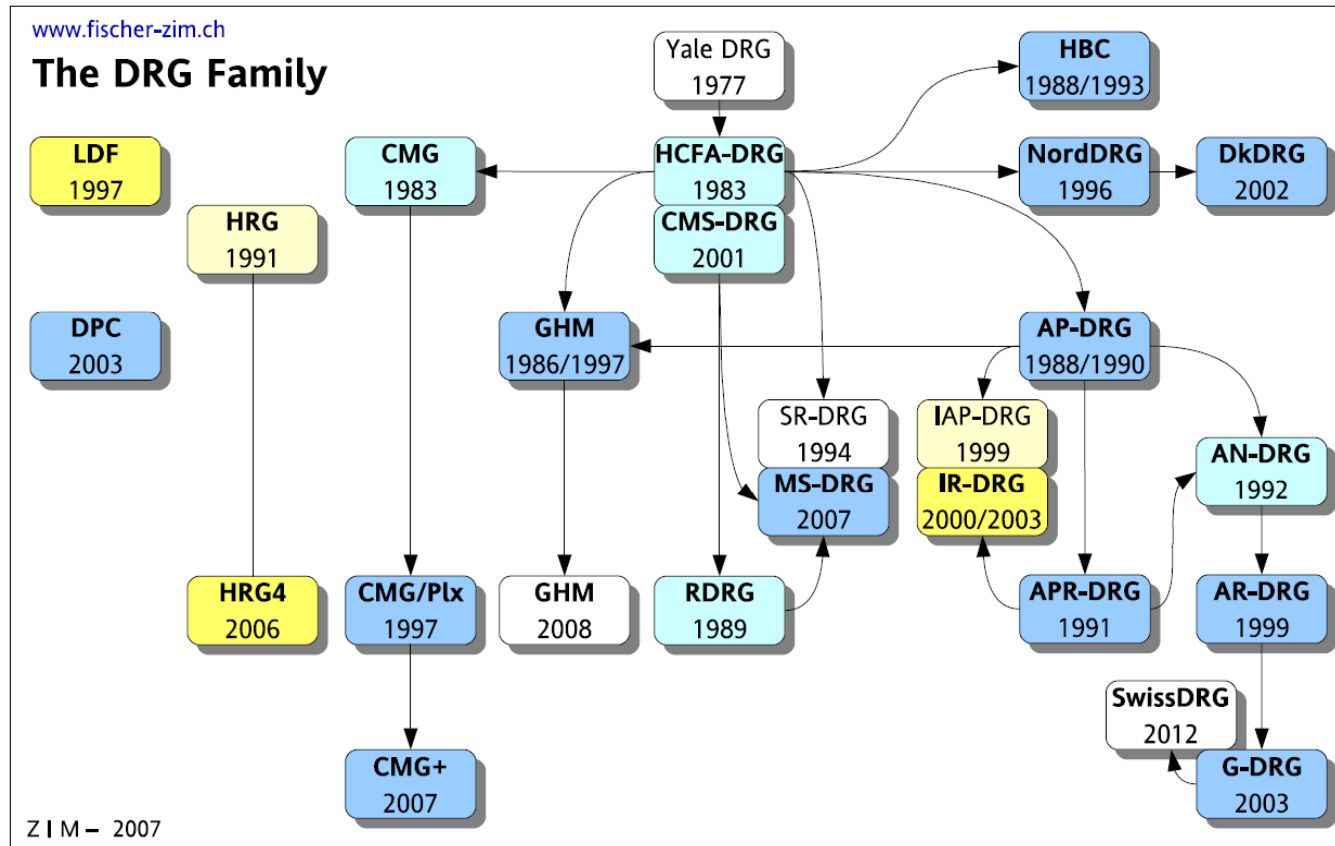 www.fischer-zim.ch
The DRG Family
Yale DRG
1977
HBC
1988/1993
LDF
1997
CMG
1983
HCFA-DRG
1983
NordDRG
1996
DkDRG
2002
HRG
1991
CMS-DRG
2001
DPC
2003
GHM
1986/1997
AP-DRG
1988/1990
SR-DRG
1994
IAP-DRG
1999
AN-DRG
1992
MS-DRG
2007
IR-DRG
2000/2003
HRG4
2006
CMG/Plx
1997
GHM
2008
RDRG
1989
APR-DRG
1991
AR-DRG
1999
SwissDRG
2012
CMG+
2007
G-DRG
2003
Z I M – 2007